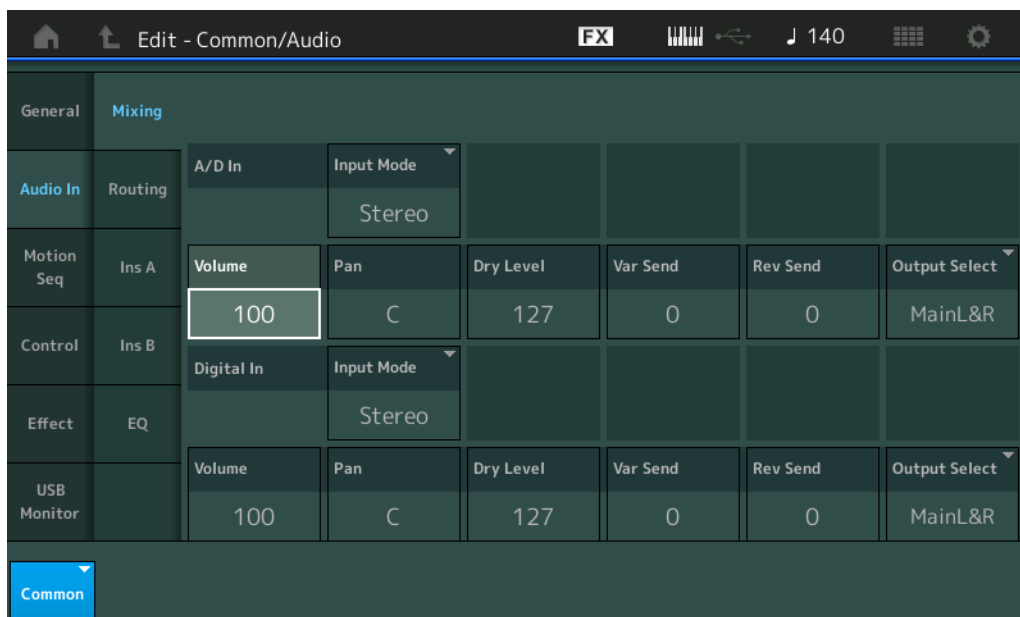 Edit - Common/Audio FX 140
General Mixing
A/D In Input Mode
Audio In Routing
Stereo
Motion
Seq
Ins A
Volume Pan Dry Level Var Send Rev Send Output Select
100 C 127 0 0 MainL&R
Control Ins B
Digital In Input Mode
Effect EQ
Stereo
USB
Monitor
Volume Pan Dry Level Var Send Rev Send Output Select
100 C 127 0 0 MainL&R
Common